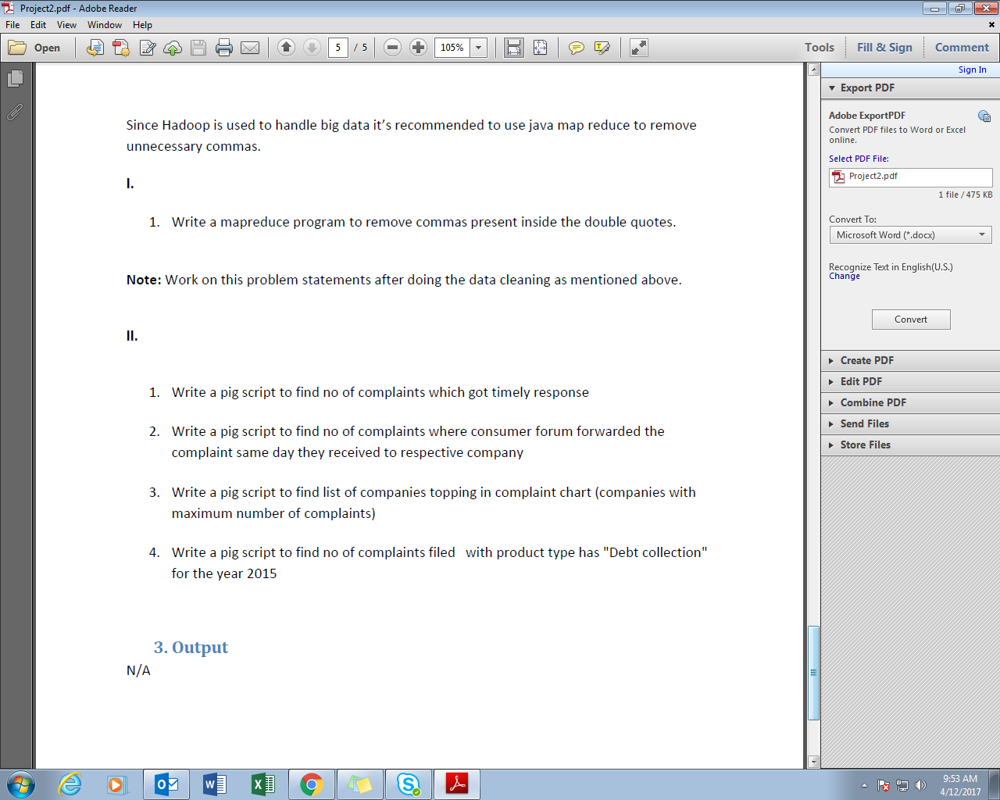 Project2.pdf - Adobe Reader
File Edit View Window Help
Open 5 / 5 105% Tools Fill & Sign Comment
Sign In
Since Hadoop is used to handle big data it’s recommended to use java map reduce to remove
unnecessary commas.
I.
1. Write a mapreduce program to remove commas present inside the double quotes.
Note: Work on this problem statements after doing the data cleaning as mentioned above.
II.
1. Write a pig script to find no of complaints which got timely response
2. Write a pig script to find no of complaints where consumer forum forwarded the
complaint same day they received to respective company
3. Write a pig script to find list of companies topping in complaint chart (companies with
maximum number of complaints)
4. Write a pig script to find no of complaints filed with product type has "Debt collection"
for the year 2015
3. Output
N/A
Export PDF
Adobe ExportPDF
Convert PDF files to Word or Excel
online.
Select PDF File:
Project2.pdf
1 file / 475 KB
Convert To:
Microsoft Word (*.docx)
Recognize Text in English(U.S.)
Change
Convert
Create PDF
Edit PDF
Combine PDF
Send Files
Store Files
9:53 AM
4/12/2017